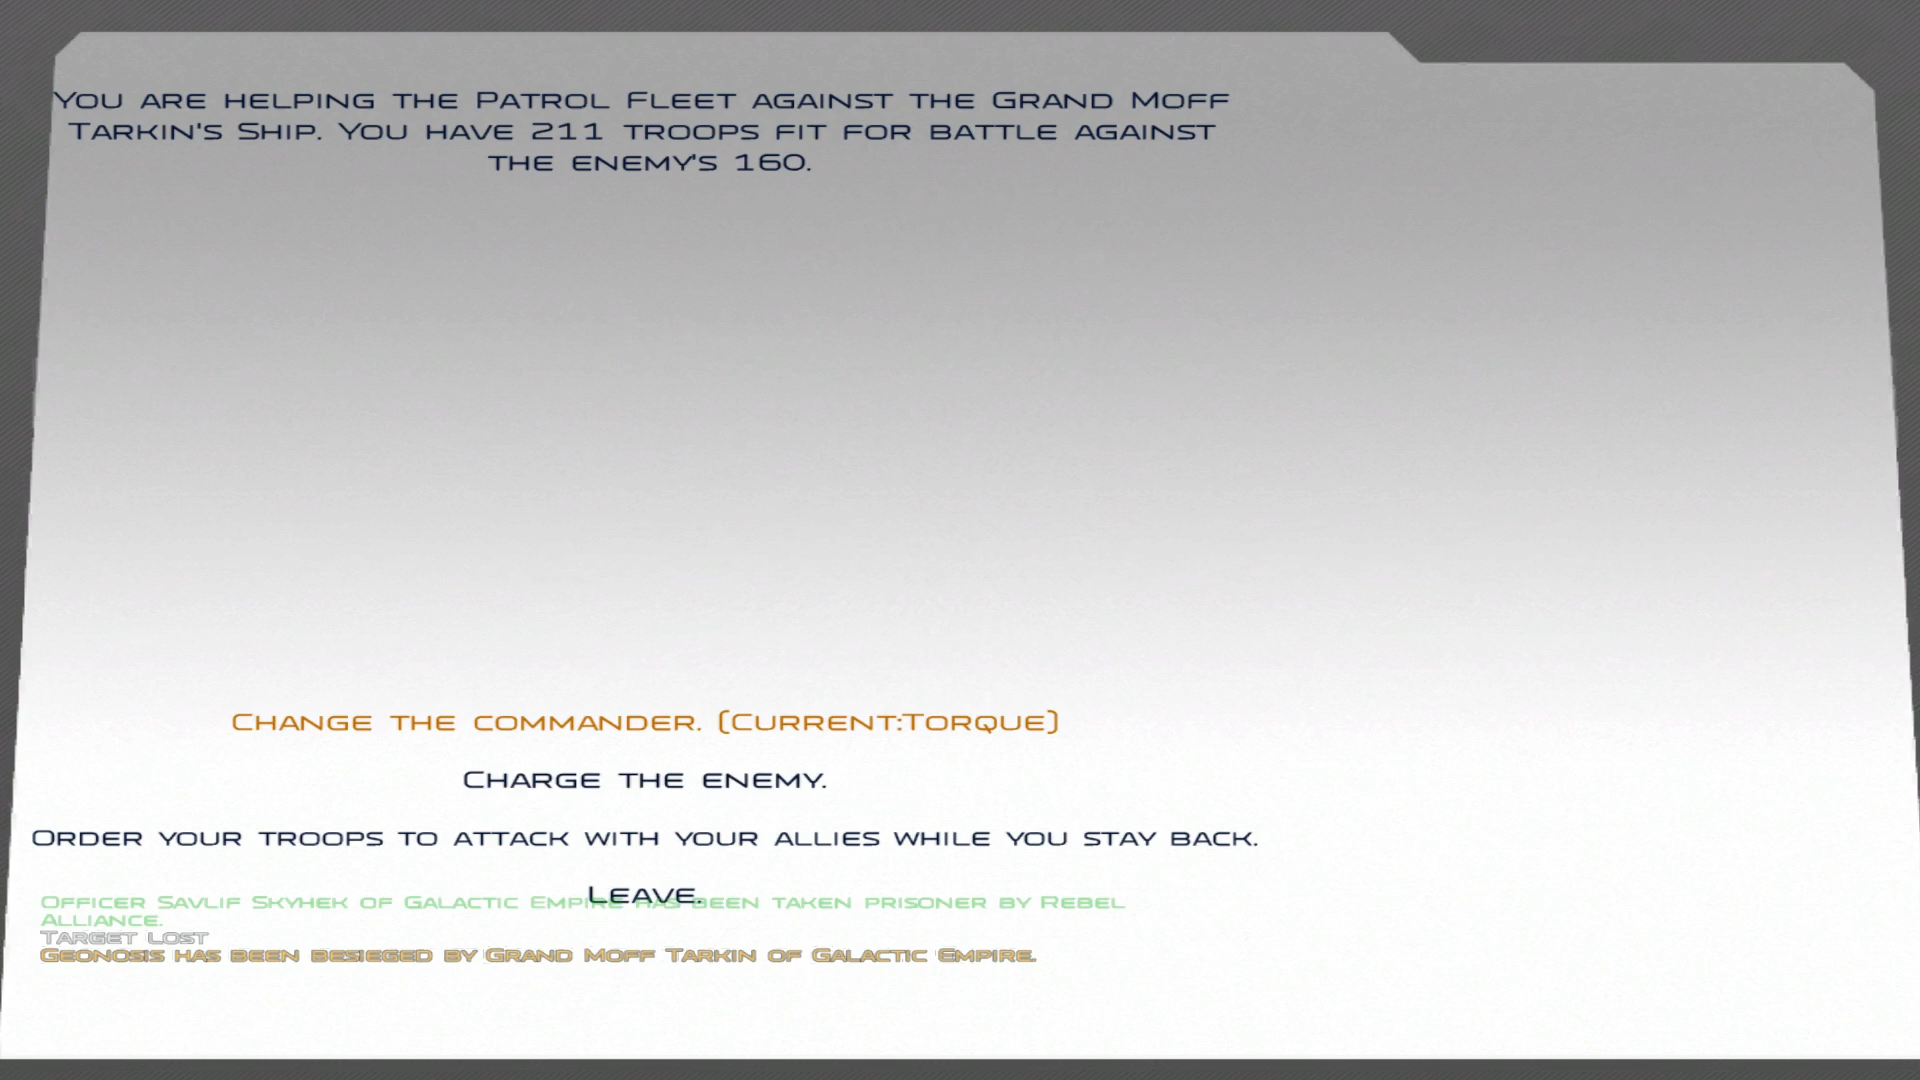 You are helping the Patrol Fleet against the Grand Moff
Tarkin's Ship. You have 211 troops fit for battle against
the enemy's 160.
Change the commander. (Current:Torque)
Charge the enemy.
Order your troops to attack with your allies while you stay back.
Leave.
Officer Savlif Skyhek of Galactic Empire has been taken prisoner by Rebel
Alliance.
Target lost
Geonosis has been besieged by Grand Moff Tarkin of Galactic Empire.